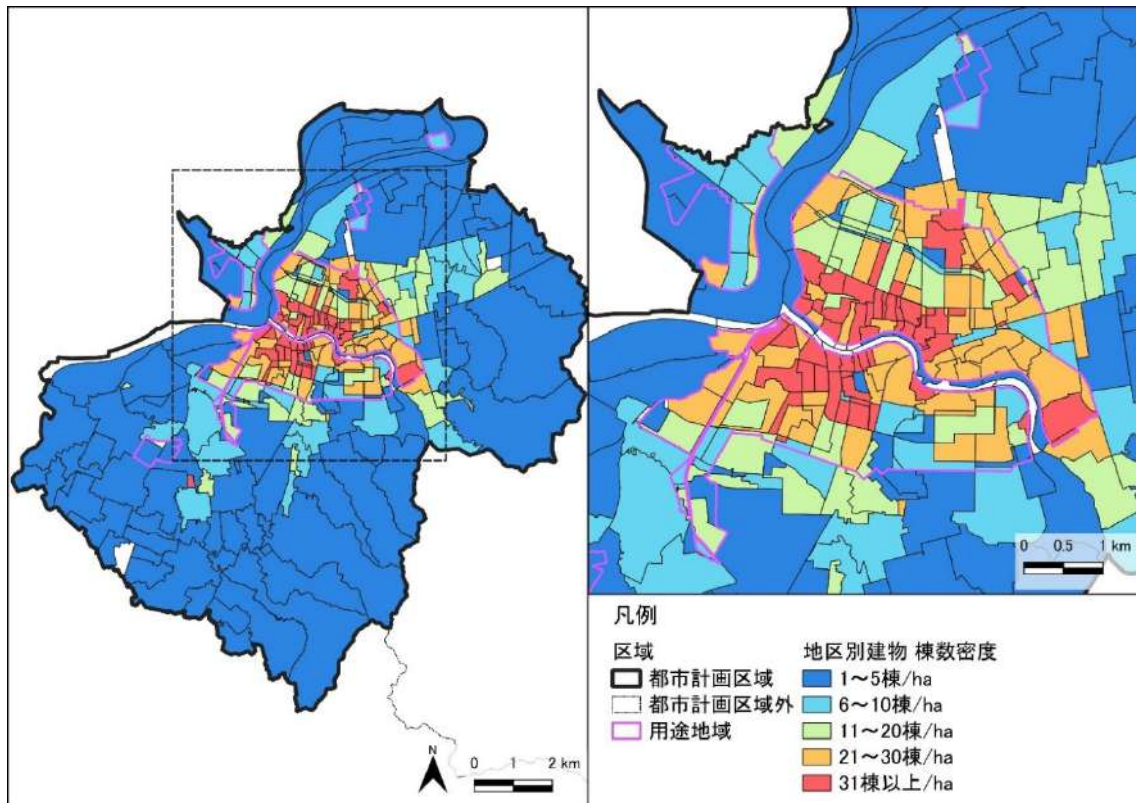 N
0 1 2 km
0 0.5 1 km
凡例
区域
都市計画区域
都市計画区域外
用途地域
地区別建物 棟数密度
1～5棟/ha
6～10棟/ha
11～20棟/ha
21～30棟/ha
31棟以上/ha